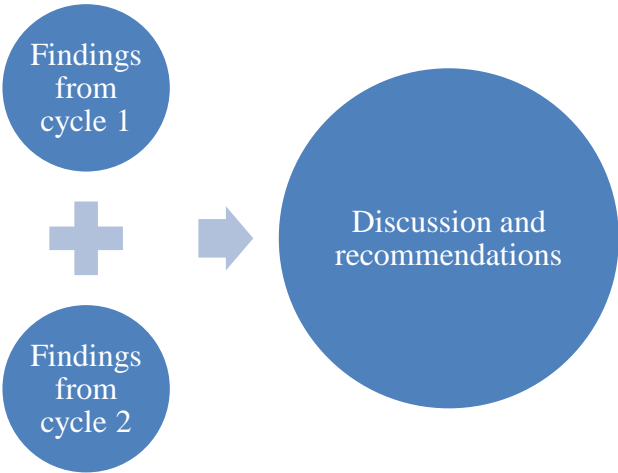 Findings
from
cycle 1
Discussion and
recommendations
Findings
from
cycle 2